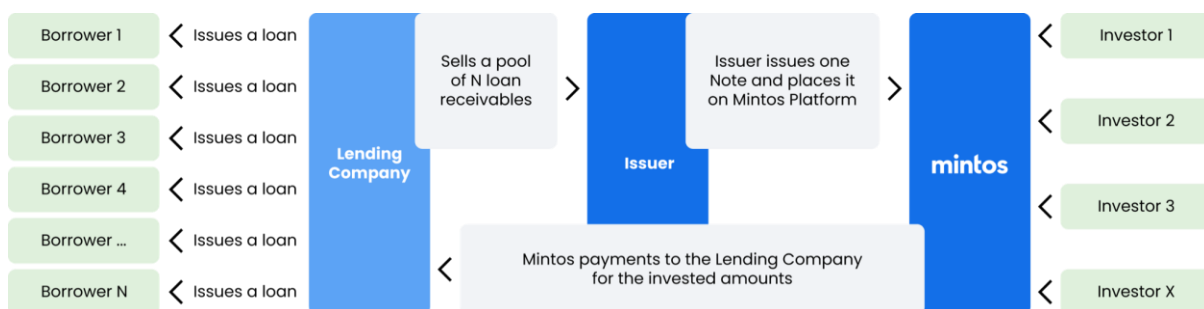 Borrower 1
Issues a loan
Borrower 2
Issues a loan
Borrower 3
Issues a loan
Borrower 4
Issues a loan
Borrower ...
Issues a loan
Borrower N
Issues a loan
Lending
Company
Sells a pool
of N loan
receivables
Issuer
Issuer issues one
Note and places it
on Mintos Platform
mintos
Mintos payments to the Lending Company
for the invested amounts
Investor 1
Investor 2
Investor 3
Investor X